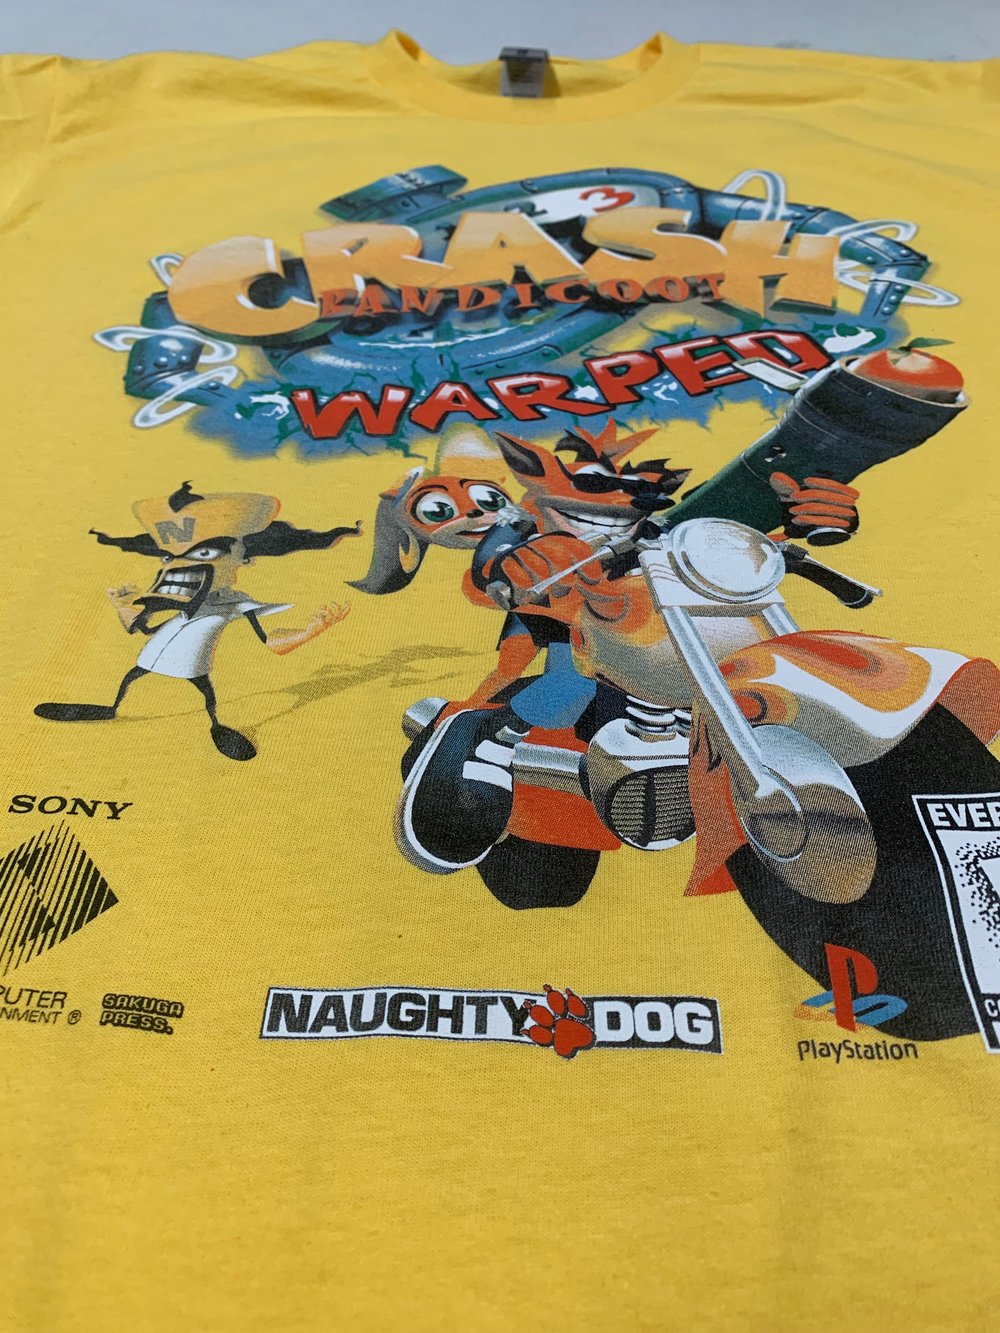 3
CRASH
BANDICOOT
WARPED
N
SONY
PUTER
NMENT ®
SAKUGA
PRESS.
NAUGHTY DOG
PlayStation
EVER